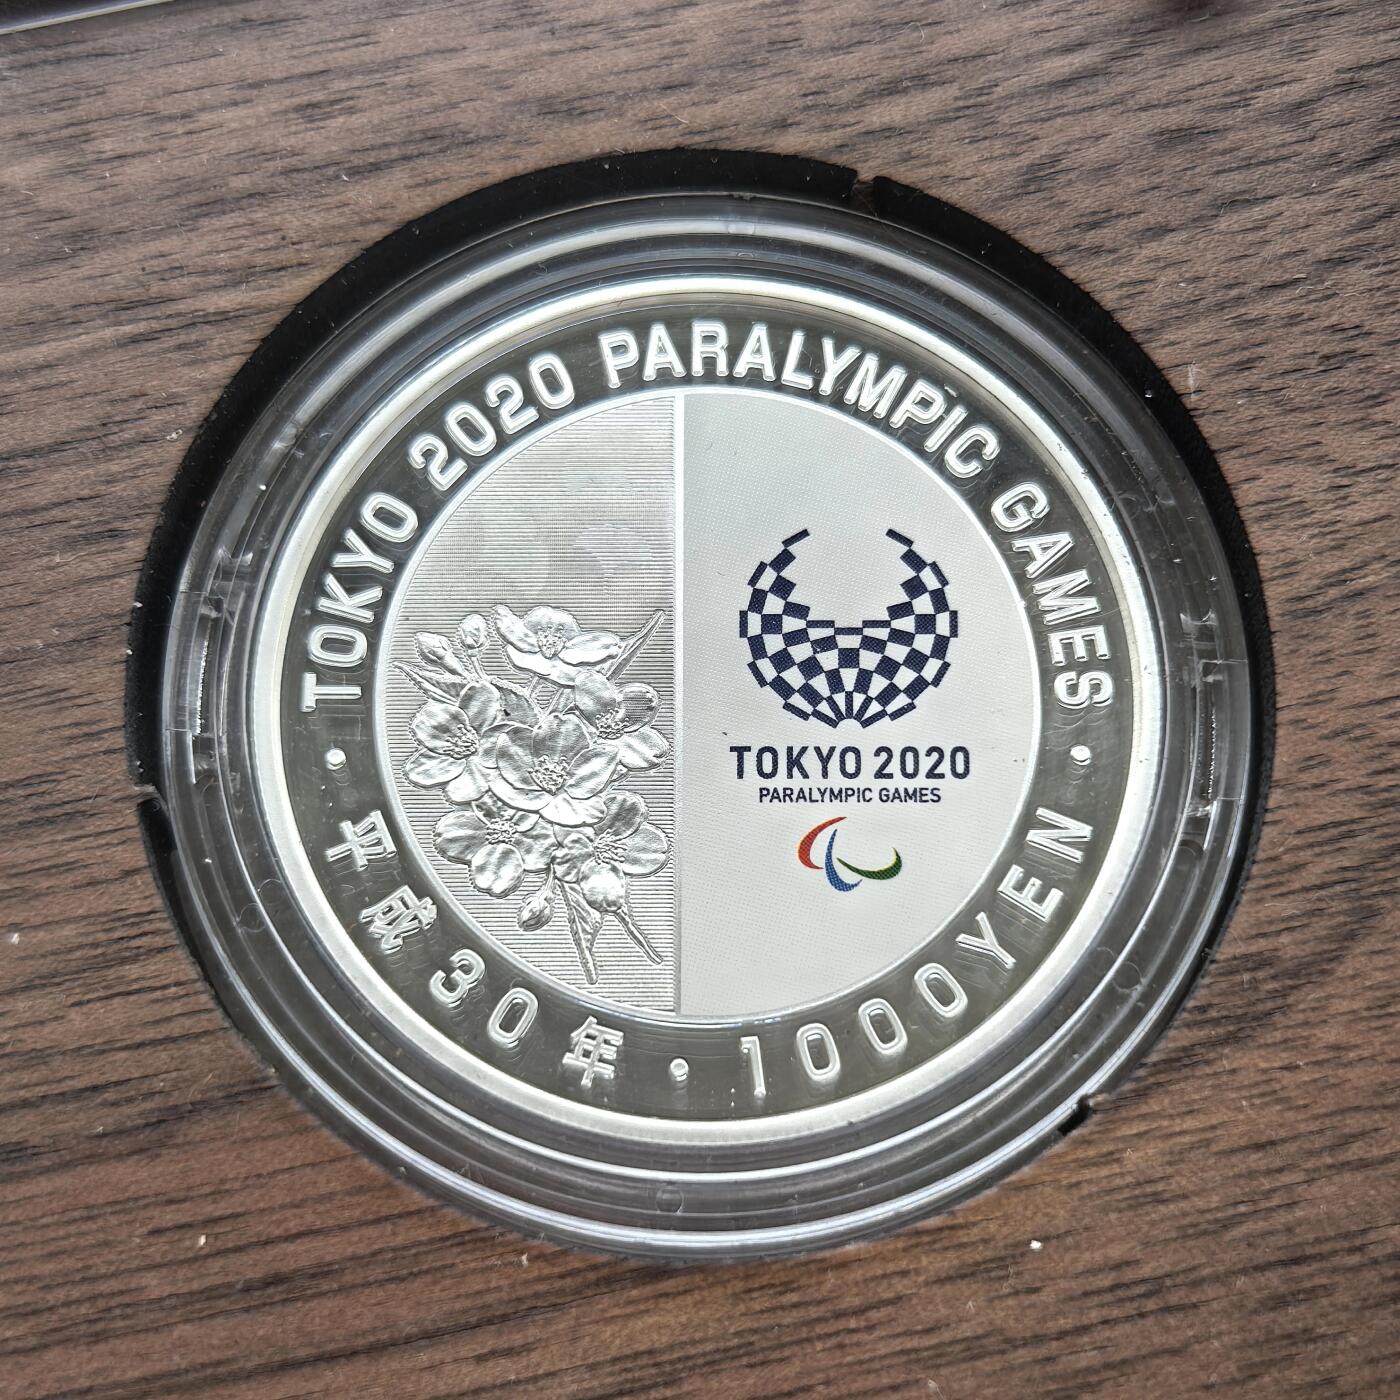 TOKYO 2020 PARALYMPIC GAMES
TOKYO 2020
PARALYMPIC GAMES
平成30年・1000YEN